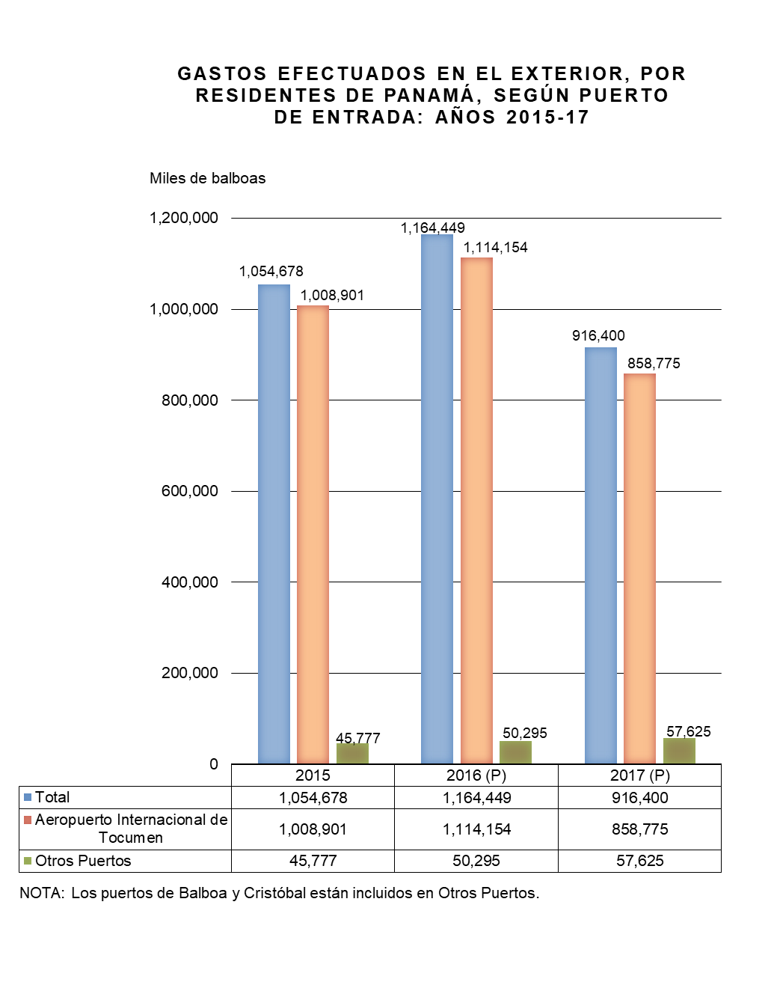 GASTOS EFECTUADOS EN EL EXTERIOR, POR
RESIDENTES DE PANAMÁ, SEGÚN PUERTO
DE ENTRADA: AÑOS 2015-17
Miles de balboas
1,200,000
1,000,000
800,000
600,000
400,000
200,000
0
1,054,678
1,008,901
45,777
1,164,449
1,114,154
50,295
916,400
858,775
57,625
2015 2016 (P) 2017 (P)
Total 1,054,678 1,164,449 916,400
Aeropuerto Internacional de
Tocumen 1,008,901 1,114,154 858,775
Otros Puertos 45,777 50,295 57,625
NOTA: Los puertos de Balboa y Cristóbal están incluidos en Otros Puertos.